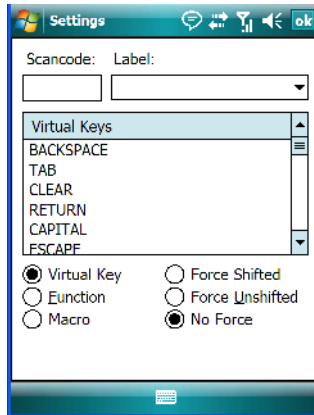 Settings ok
Scancode: Label:
Virtual Keys
BACKSPACE
TAB
CLEAR
RETURN
CAPITAL
ESCAPE
Virtual Key Force Shifted
Function Force Unshifted
Macro No Force